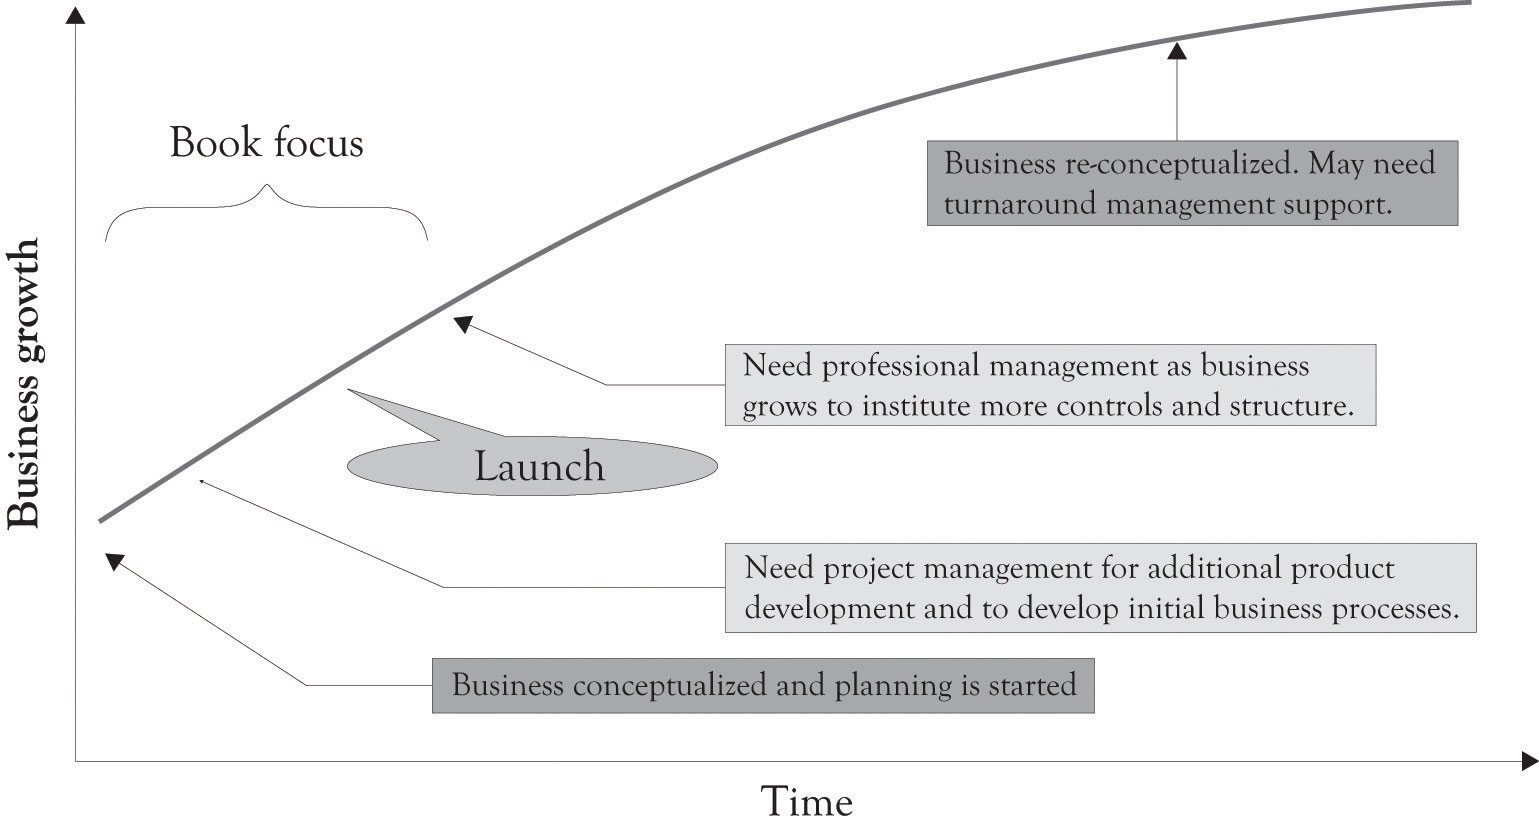 Book focus
Business re-conceptualized. May need
turnaround management support.
Business growth
Need professional management as business
grows to institute more controls and structure.
Launch
Need project management for additional product
development and to develop initial business processes.
Business conceptualized and planning is started
Time